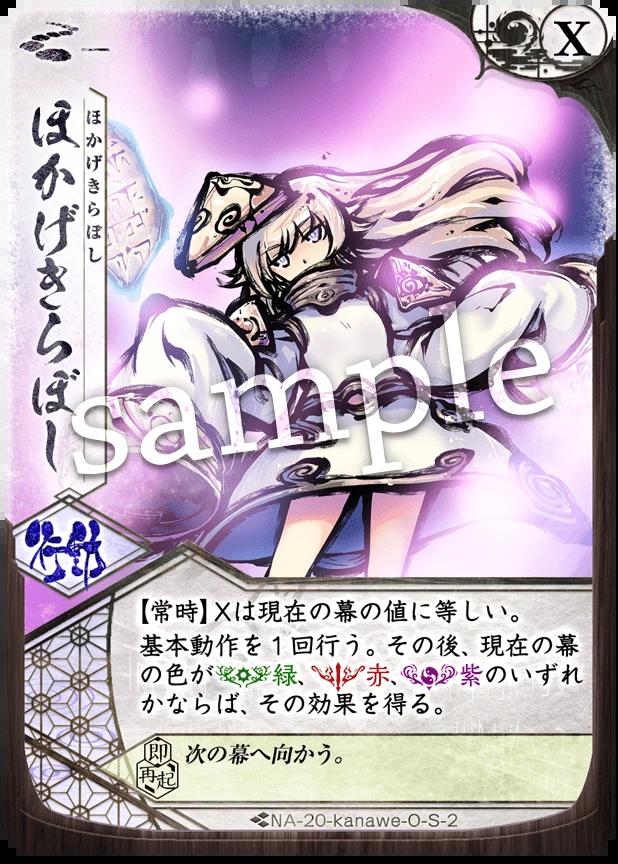 X
ほかげきらぼし
ほかげきらぼし
sample
行動
【常時】Xは現在の幕の値に等しい。
基本動作を1回行う。その後、現在の幕
の色が緑、赤、紫のいずれ
かならば、その効果を得る。
即再起 次の幕へ向かう。
NA-20-kanawe-O-S-2